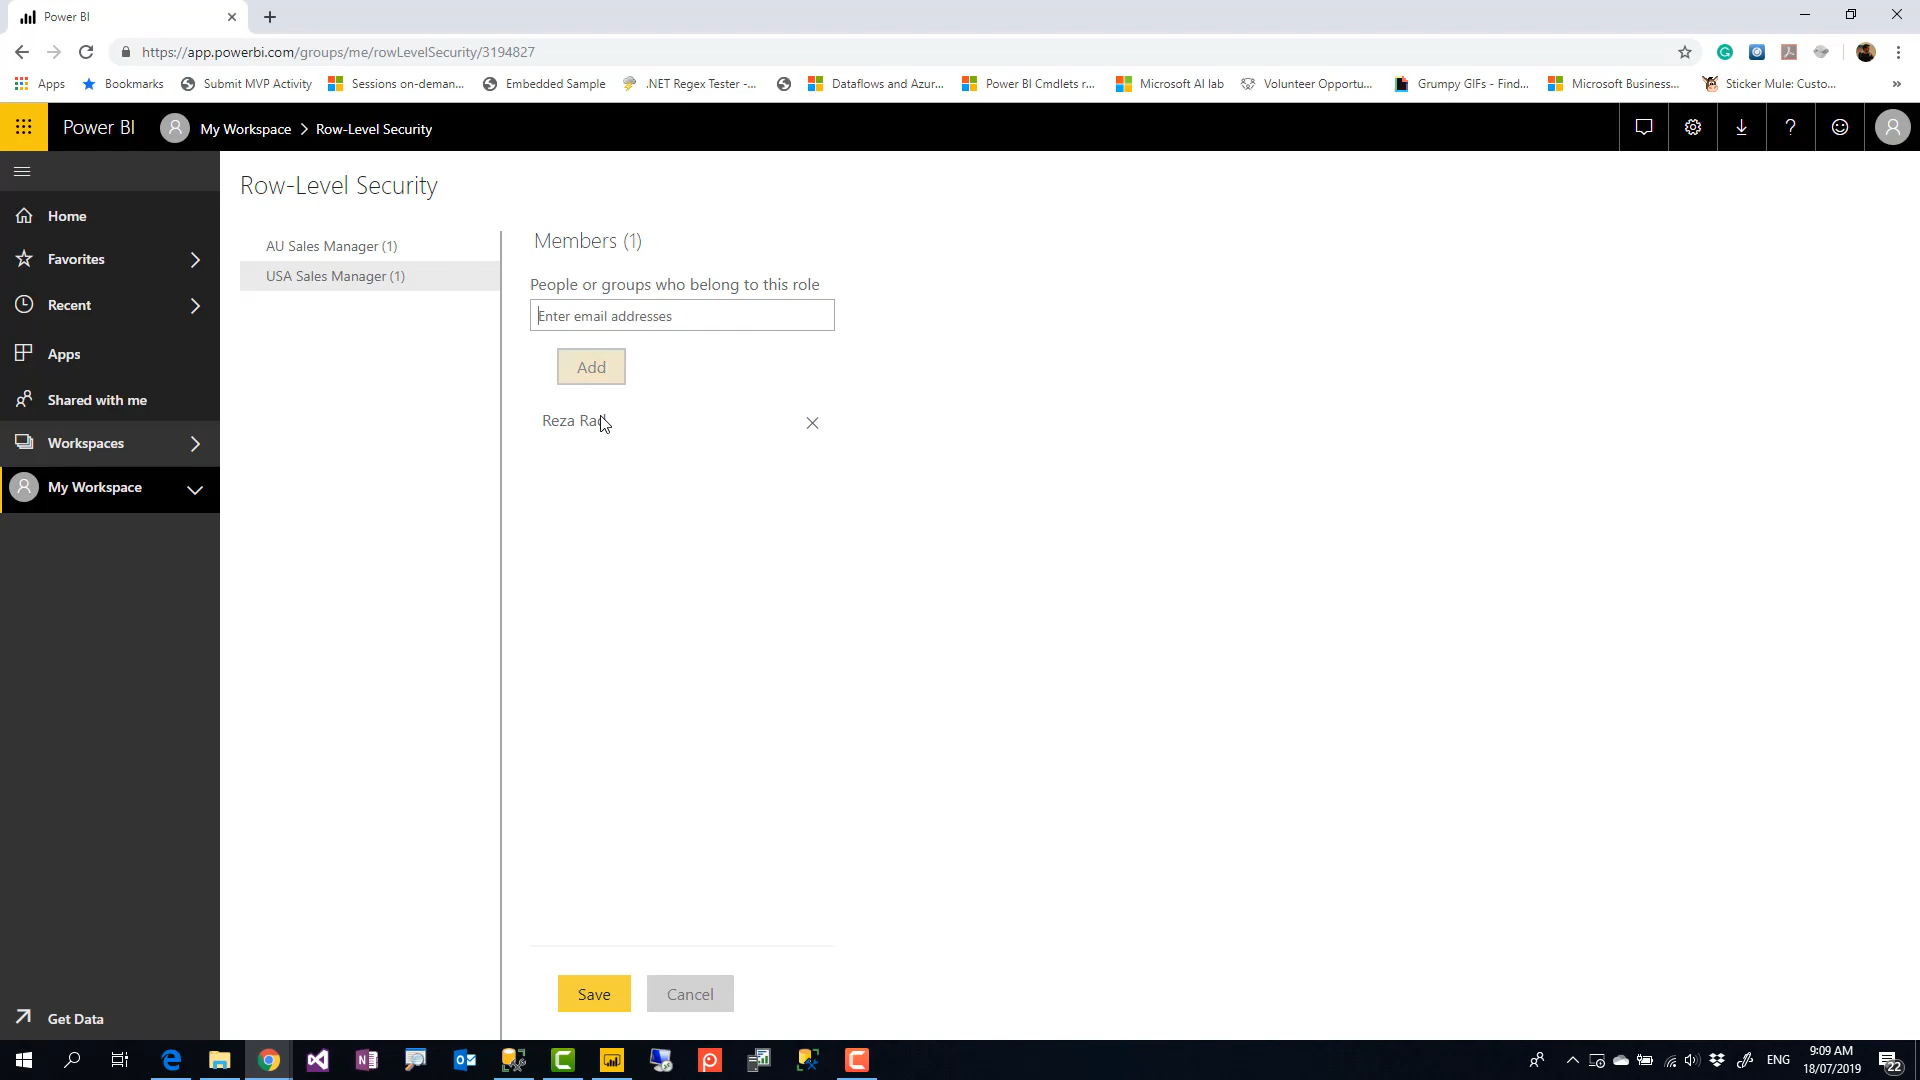 Power BI
https://app.powerbi.com/groups/me/rowLevelSecurity/3194827
Apps Bookmarks Submit MVP Activity Sessions on-deman... Embedded Sample .NET Regex Tester -... Dataflows and Azur... Power BI Cmdlets r... Microsoft AI lab Volunteer Opportu... Grumpy GIFs - Find... Microsoft Business... Sticker Mule: Custo... »
Power BI My Workspace > Row-Level Security
Row-Level Security
Home
Favorites
Recent
Apps
Shared with me
Workspaces
My Workspace
Get Data
AU Sales Manager (1)
USA Sales Manager (1)
Members (1)
People or groups who belong to this role
Enter email addresses
Add
Reza Rad
Save Cancel
ENG
9:09 AM
18/07/2019
22